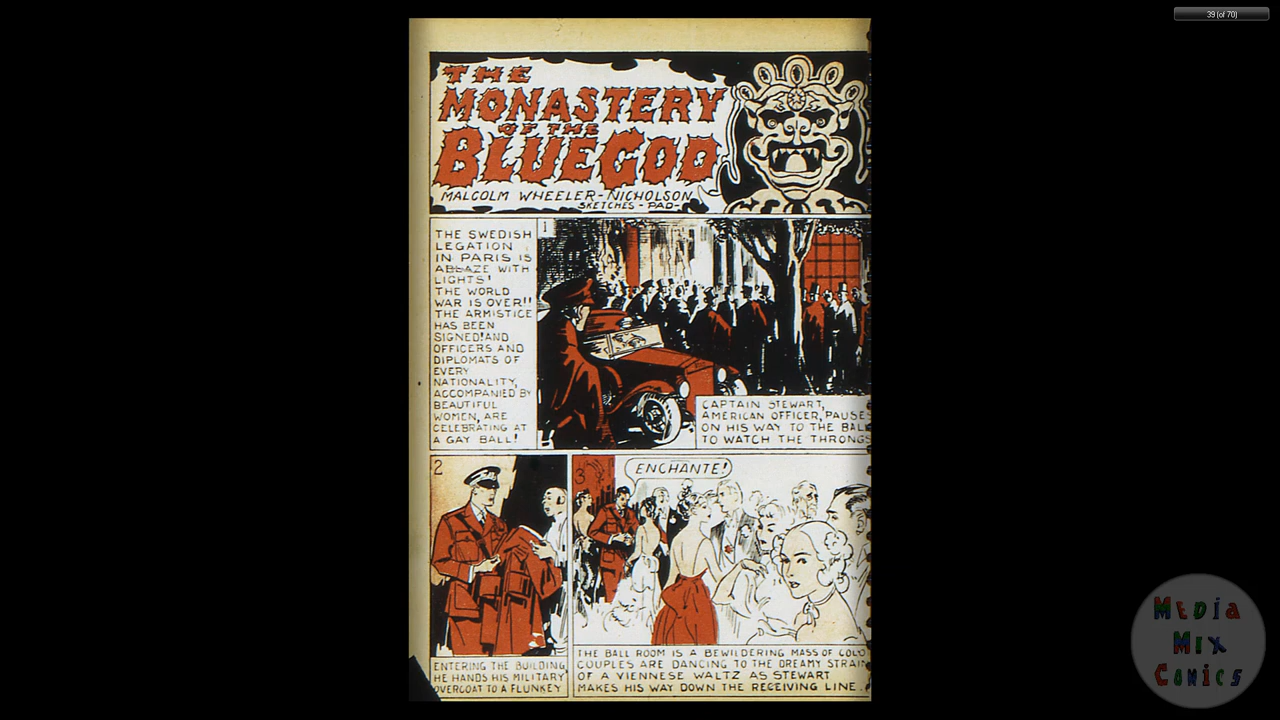 39 (of 70)
THE
MONASTERY
OF THE
BLUE GOD
MALCOLM WHEELER-NICHOLSON
SKETCHES - PAD-
THE SWEDISH
LEGATION
IN PARIS IS
ABLAZE WITH
LIGHTS!
THE WORLD
WAR IS OVER!!
THE ARMISTICE
HAS BEEN
SIGNED! AND
OFFICERS AND
DIPLOMATS OF
EVERY
NATIONALITY,
ACCOMPANIED BY
BEAUTIFUL
WOMEN, ARE
CELEBRATING AT
A GAY BALL!
1
CAPTAIN STEWART,
AMERICAN OFFICER, PAUSE
ON HIS WAY TO THE BAL
TO WATCH THE THRONGS
2
ENTERING THE BUILDING,
HE HANDS HIS MILITARY
OVERCOAT TO A FLUNKEY
3
ENCHANTE!
THE BALL ROOM IS A BEWILDERING MASS OF COLO
COUPLES ARE DANCING TO THE DREAMY STRAIN
OF A VIENNESE WALTZ AS STEWART
MAKES HIS WAY DOWN THE RECEIVING LINE.
MEDiA
MiX
COMiCS